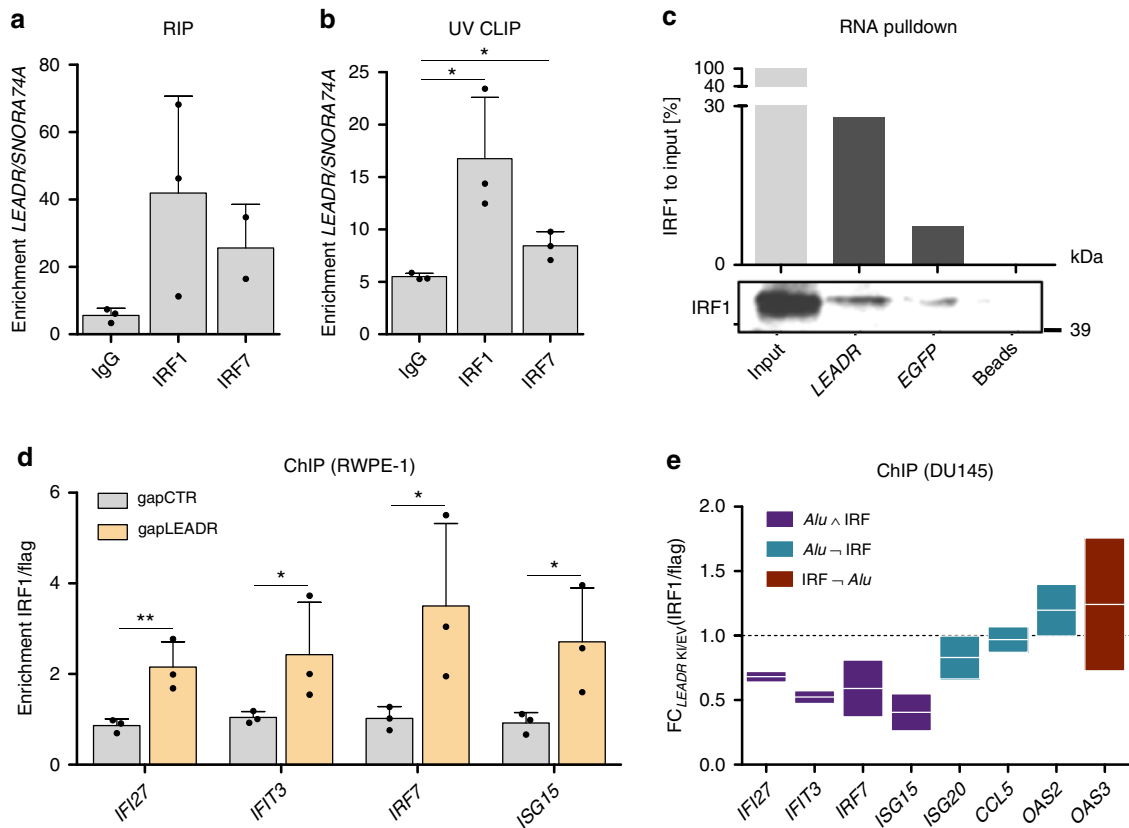 a
RIP
Enrichment LEADR/SNORA74A
80
60
40
20
0
IgG
IRF1
IRF7
b
UV CLIP
Enrichment LEADR/SNORA74A
25
20
15
10
5
0
*
*
IgG
IRF1
IRF7
c
RNA pulldown
IRF1 to input [%]
100
40
30
0
kDa
IRF1
39
Input
LEADR
EGFP
Beads
d
ChIP (RWPE-1)
Enrichment IRF1/flag
6
4
2
0
gapCTR
gapLEADR
**
*
*
*
IFI27
IFIT3
IRF7
ISG15
e
ChIP (DU145)
FC LEADR KI/EV (IRF1/flag)
2.0
1.5
1.0
0.5
0.0
Alu ∧ IRF
Alu ¬ IRF
IRF ¬ Alu
IFI27
IFIT3
IRF7
ISG15
ISG20
CCL5
OAS2
OAS3